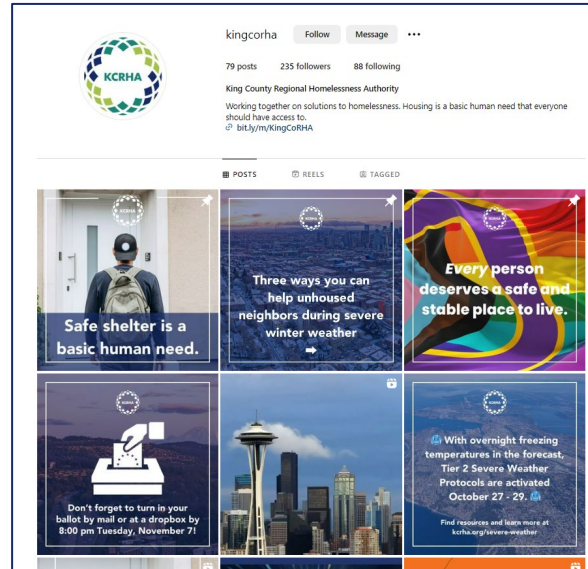 KCRHA
kingcorha Follow Message •••
79 posts 235 followers 88 following
King County Regional Homelessness Authority
Working together on solutions to homelessness. Housing is a basic human need that everyone
should have access to.
bit.ly/m/KingCoRHA
POSTS REELS TAGGED
KCRHA
Safe shelter is a
basic human need.
KCRHA
Three ways you can
help unhoused
neighbors during severe
winter weather
KCRHA
Every person
deserves a safe and
stable place to live.
KCRHA
Don't forget to turn in your
ballot by mail or at a dropbox by
8:00 pm Tuesday, November 7!
KCRHA
With overnight freezing
temperatures in the forecast,
Tier 2 Severe Weather
Protocols are activated
October 27 - 29.
Find resources and learn more at
kcrha.org/severe-weather